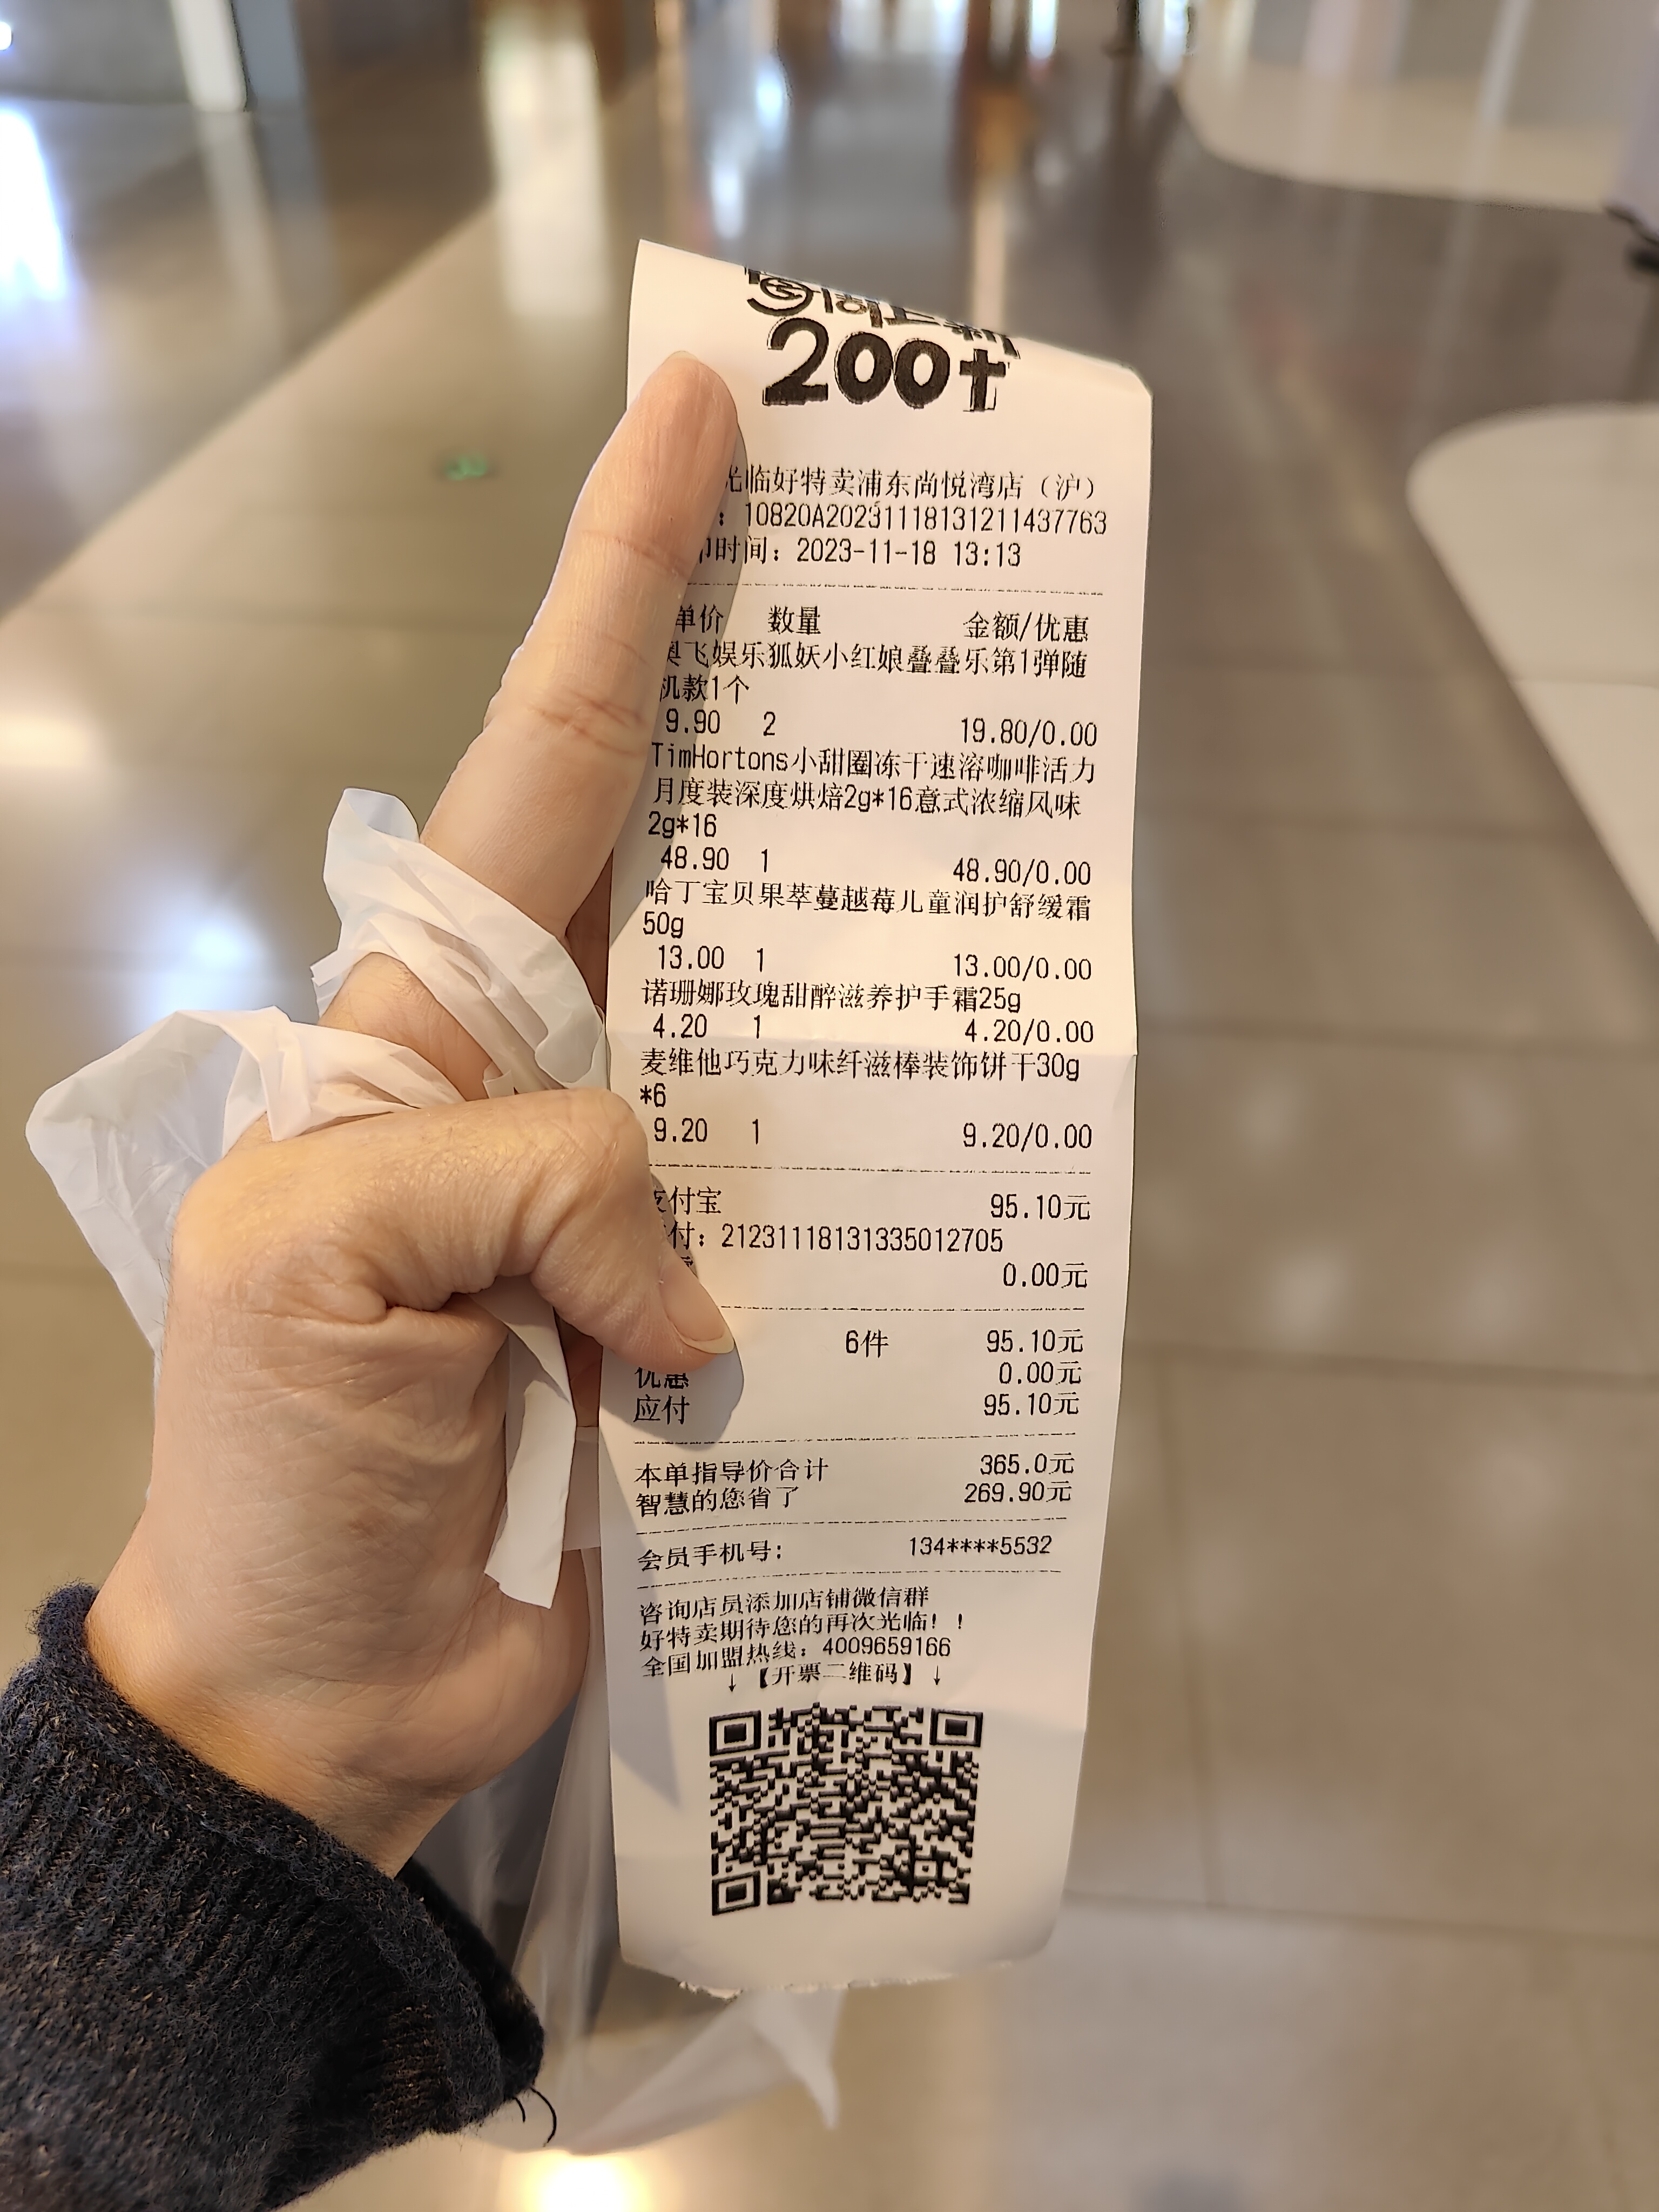 200+
光临好特卖浦东尚悦湾店（沪）
：10820A20231118131211437763
印时间：2023-11-18 13:13
单价 数量 金额/优惠
奥飞娱乐狐妖小红娘叠叠乐第1弹随
机款1个
9.90 2 19.80/0.00
TimHortons小甜圈冻干速溶咖啡活力
月度装深度烘焙2g*16意式浓缩风味
2g*16
48.90 1 48.90/0.00
哈丁宝贝果萃蔓越莓儿童润护舒缓霜
50g
13.00 1 13.00/0.00
诺珊娜玫瑰甜醉滋养护手霜25g
4.20 1 4.20/0.00
麦维他巧克力味纤滋棒装饰饼干30g
*6
9.20 1 9.20/0.00
支付宝 95.10元
付：21231118131335012705
0.00元
6件 95.10元
优惠 0.00元
应付 95.10元
本单指导价合计 365.0元
智慧的您省了 269.90元
会员手机号: 134****5532
咨询店员添加店铺微信群
好特卖期待您的再次光临！！
全国加盟热线：4009659166
↓【开票二维码】↓